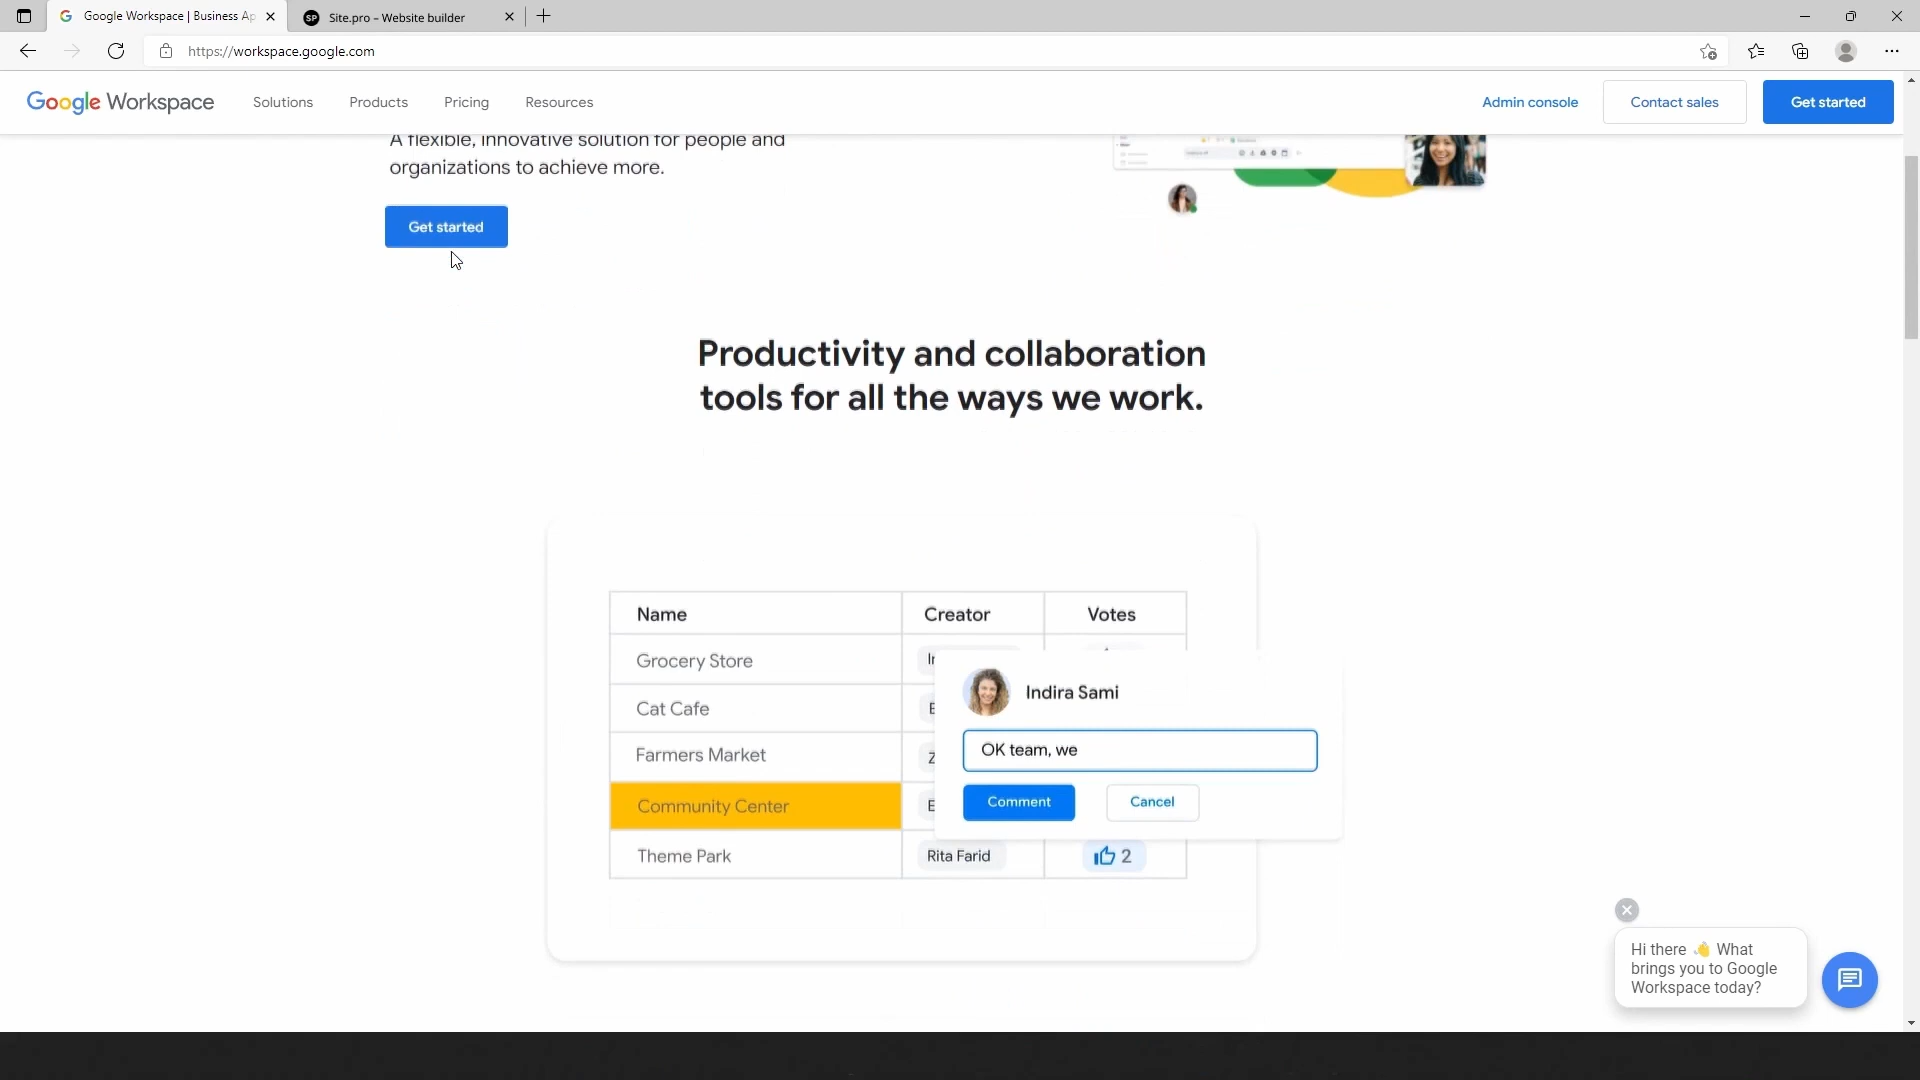 Google Workspace | Business Ap
Site.pro – Website builder
https://workspace.google.com
Google Workspace
Solutions
Products
Pricing
Resources
Admin console
Contact sales
Get started
A flexible, innovative solution for people and
organizations to achieve more.
Get started
Productivity and collaboration
tools for all the ways we work.
Name Creator Votes
Grocery Store
Cat Cafe
Farmers Market
Community Center
Theme Park Rita Farid 2
Indira Sami
OK team, we
Comment Cancel
Hi there 👋 What
brings you to Google
Workspace today?